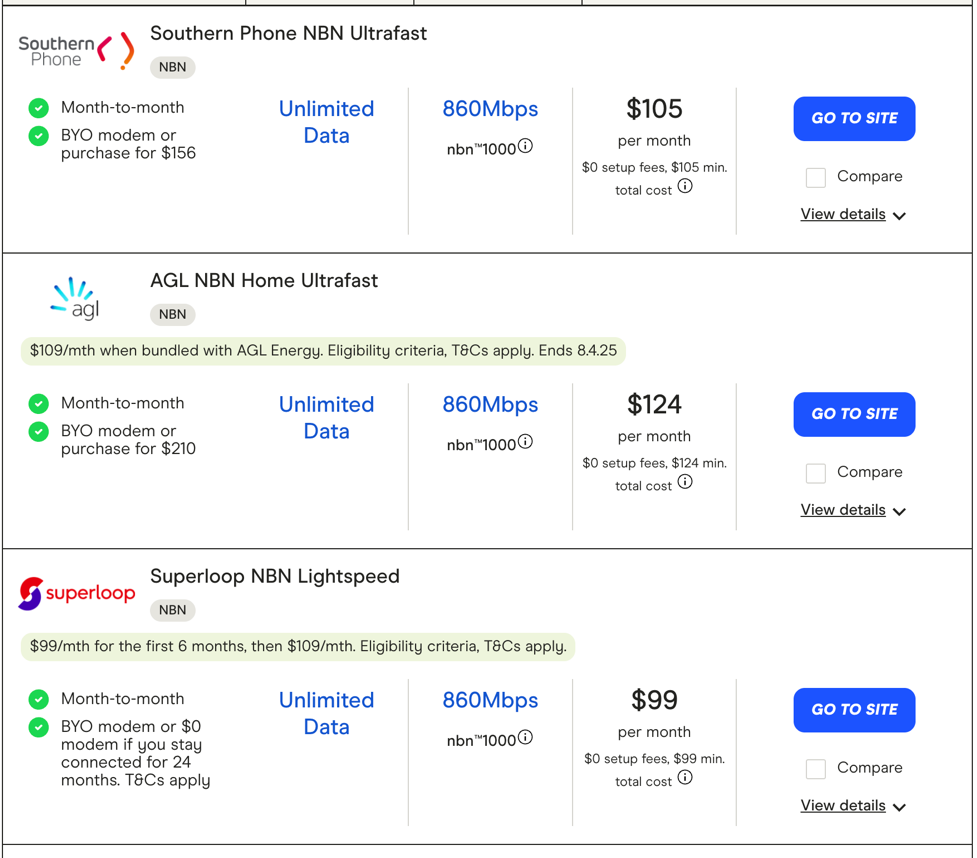 Southern Phone NBN Ultrafast
Southern
Phone
NBN
Month-to-month
BYO modem or
purchase for $156
Unlimited
Data
860Mbps
nbn™1000
$105
per month
$0 setup fees, $105 min.
total cost
GO TO SITE
Compare
View details
AGL NBN Home Ultrafast
agl
NBN
$109/mth when bundled with AGL Energy. Eligibility criteria, T&Cs apply. Ends 8.4.25
Month-to-month
BYO modem or
purchase for $210
Unlimited
Data
860Mbps
nbn™1000
$124
per month
$0 setup fees, $124 min.
total cost
GO TO SITE
Compare
View details
Superloop NBN Lightspeed
superloop
NBN
$99/mth for the first 6 months, then $109/mth. Eligibility criteria, T&Cs apply.
Month-to-month
BYO modem or $0
modem if you stay
connected for 24
months. T&Cs apply
Unlimited
Data
860Mbps
nbn™1000
$99
per month
$0 setup fees, $99 min.
total cost
GO TO SITE
Compare
View details